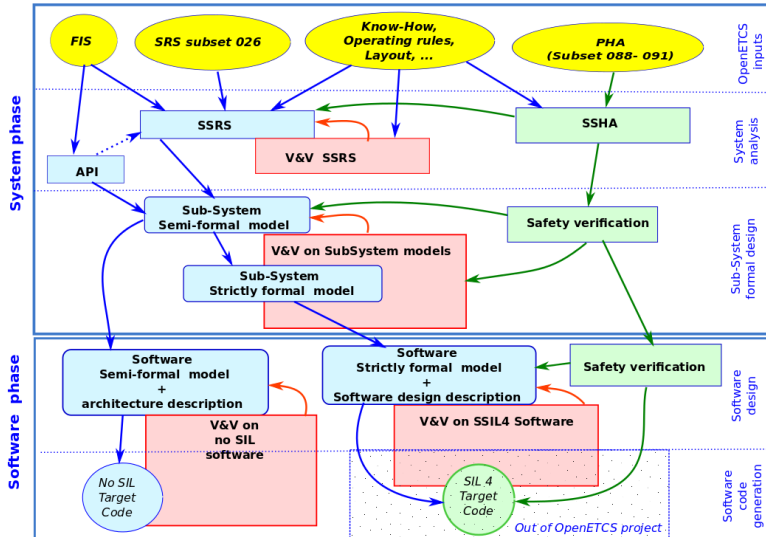 FIS
SRS subset 026
Know-How,
Operating rules,
Layout, ...
PHA
(Subset 088- 091)
OpenETCS
inputs
System phase
SSRS
SSHA
V&V SSRS
API
System
analysis
Sub-System
Semi-formal model
Safety verification
V&V on SubSystem models
Sub-System
Strictly formal model
Sub-System
formal design
Software phase
Software
Semi-formal model
+
architecture description
Software
Strictly formal model
+
Software design description
Safety verification
Software
design
V&V on
no SIL
software
V&V on SSIL4 Software
No SIL
Target
Code
SIL 4
Target
Code
Out of OpenETCS project
Software
code
generation